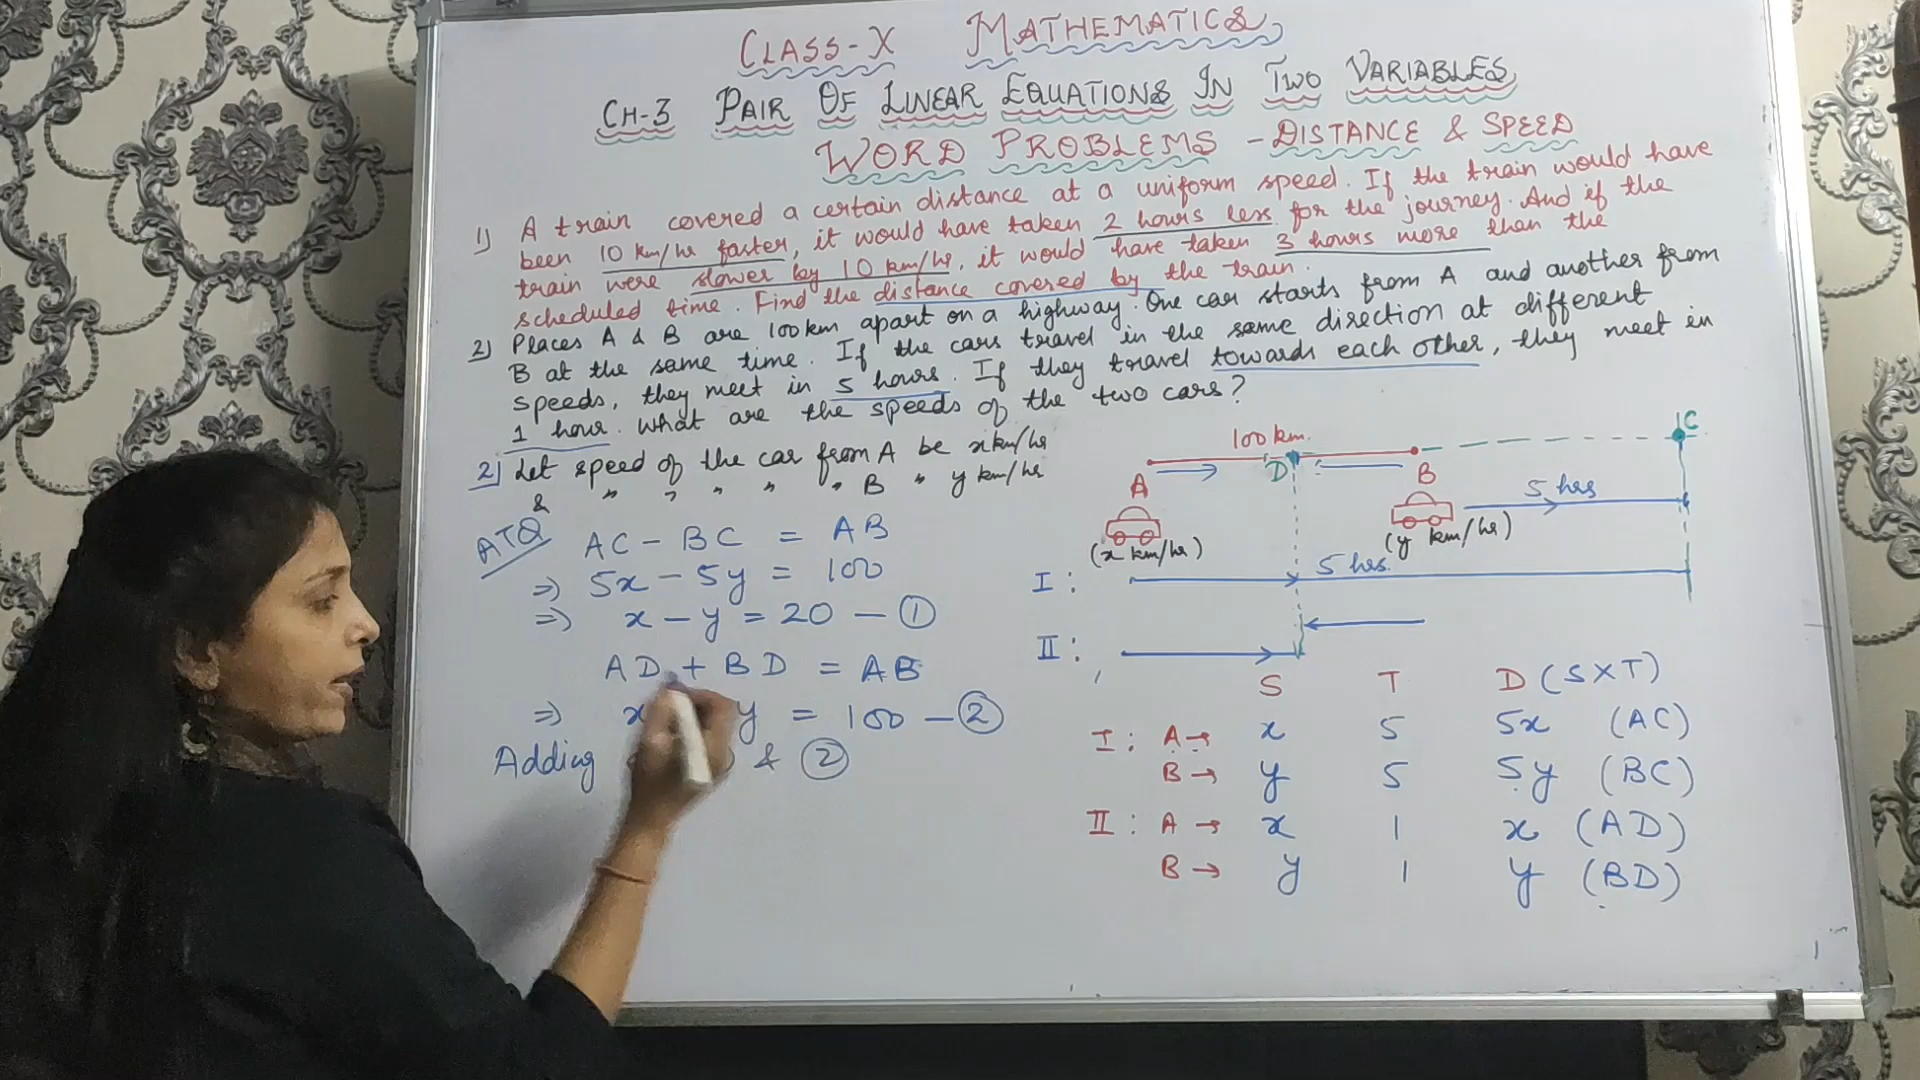 CLASS-X MATHEMATICS
CH-3 PAIR OF LINEAR EQUATIONS IN TWO VARIABLES
WORD PROBLEMS - DISTANCE & SPEED
1) A train covered a certain distance at a uniform speed. If the train would have
been 10 km/hr faster, it would have taken 2 hours less for the journey. And if the
train were slower by 10 km/hr, it would have taken 3 hours more than the
scheduled time. Find the distance covered by the train.
2) Places A & B are 100 km apart on a highway. One car starts from A and another from
B at the same time. If the cars travel in the same direction at different
speeds, they meet in 5 hours. If they travel towards each other, they meet in
1 hour. What are the speeds of the two cars?
2) Let speed of the car from A be x km/hr
& " " " " " B " y km/hr
ATQ AC - BC = AB
⇒ 5x - 5y = 100
⇒ x - y = 20 - ①
AD + BD = AB
⇒ x y = 100 - ②
Adding & ②
100 km.
A D B C
5 hrs
(x km/hr) (y km/hr)
I : 5 hrs.
II :
S T D (S X T)
I : A → x 5 5x (AC)
B → y 5 5y (BC)
II : A → x 1 x (AD)
B → y 1 y (BD)